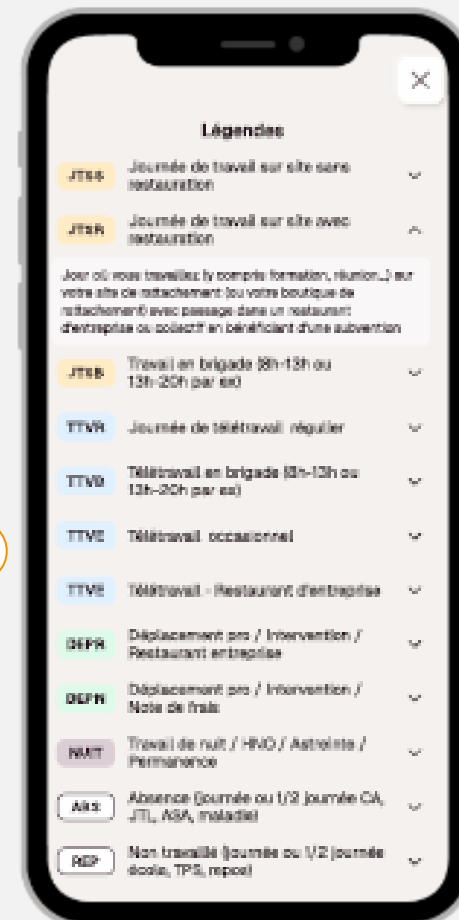 Légendes
JTSS Journée de travail sur site sans
restauration
JTSR Journée de travail sur site avec
restauration
Jour où vous travaillez (y compris formation, réunion...) sur
votre site de rattachement (ou votre boutique de
rattachement) avec passage dans un restaurant
d'entreprise ou collectif en bénéficiant d'une subvention
JTSB Travail en brigade (8h-13h ou
13h-20h par ex)
TTVR Journée de télétravail régulier
Télétravail en brigade (8h-13h ou
13h-20h par ex)
TTVE Télétravail occasionnel
TTVE Télétravail - Restaurant d'entreprise
DEPR Déplacement pro / Intervention /
Restaurant entreprise
DEPN Déplacement pro / Intervention /
Note de frais
NUIT Travail de nuit / HNO / Astreinte /
Permanence
ABS Absence (journée ou 1/2 journée CA,
JTL, ASA, maladie)
REP Non travaillé (journée ou 1/2 journée
école, TPS, repos)